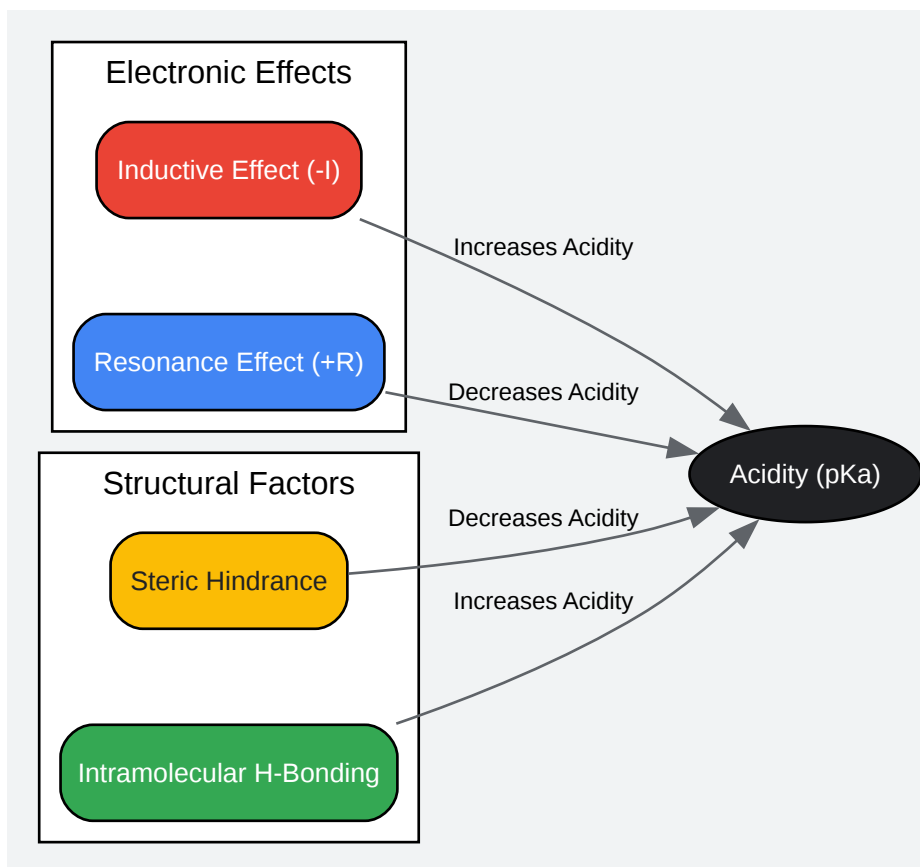 Electronic Effects
Inductive Effect (-I)
Increases Acidity
Resonance Effect (+R)
Decreases Acidity
Acidity (pKa)
Structural Factors
Decreases Acidity
Steric Hindrance
Increases Acidity
Intramolecular H-Bonding